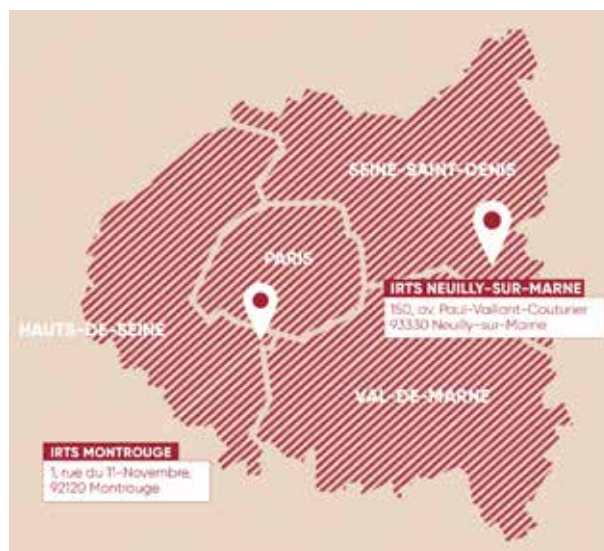 SEINE-SAINT-DENIS
PARIS
IRTS NEUILLY-SUR-MARNE
150, av. Paul-Vaillant-Couturier
93330 Neuilly-sur-Marne
HAUTS-DE-SEINE
VAL-DE-MARNE
IRTS MONTROUGE
1, rue du 11-Novembre,
92120 Montrouge